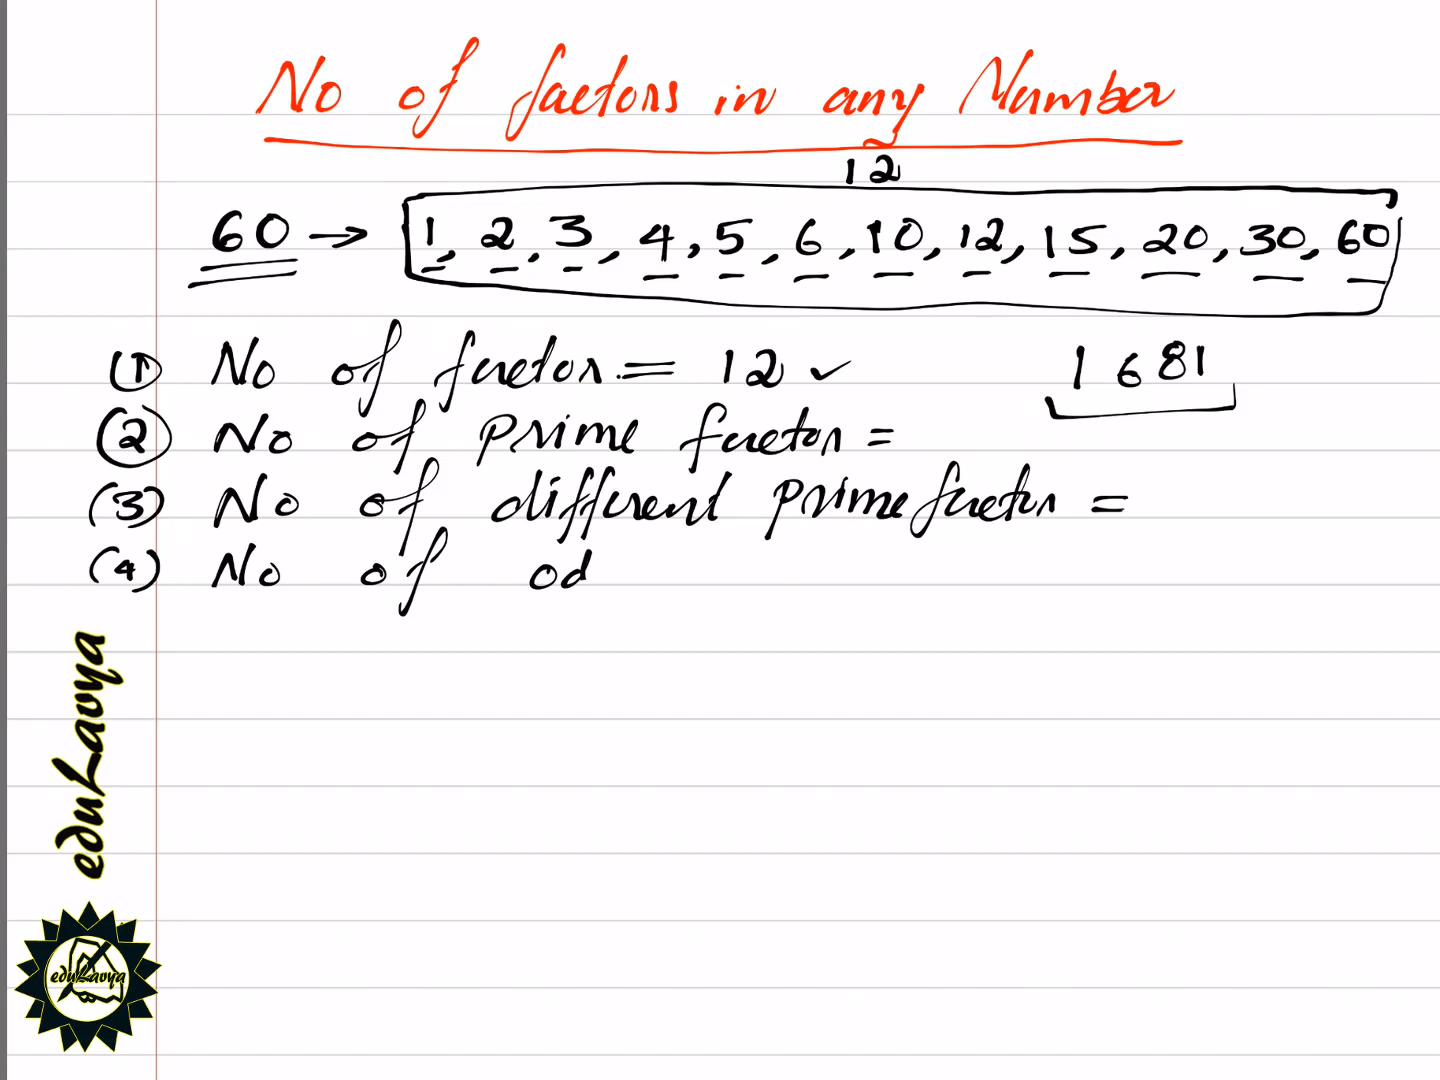 No of factors in any Number
12
60 → 1, 2, 3, 4, 5, 6, 10, 12, 15, 20, 30, 60
(1) No of factor = 12 ✓ 1681
(2) No of prime factor =
(3) No of different prime factor =
(4) No of od
eduLavya
eduLavya